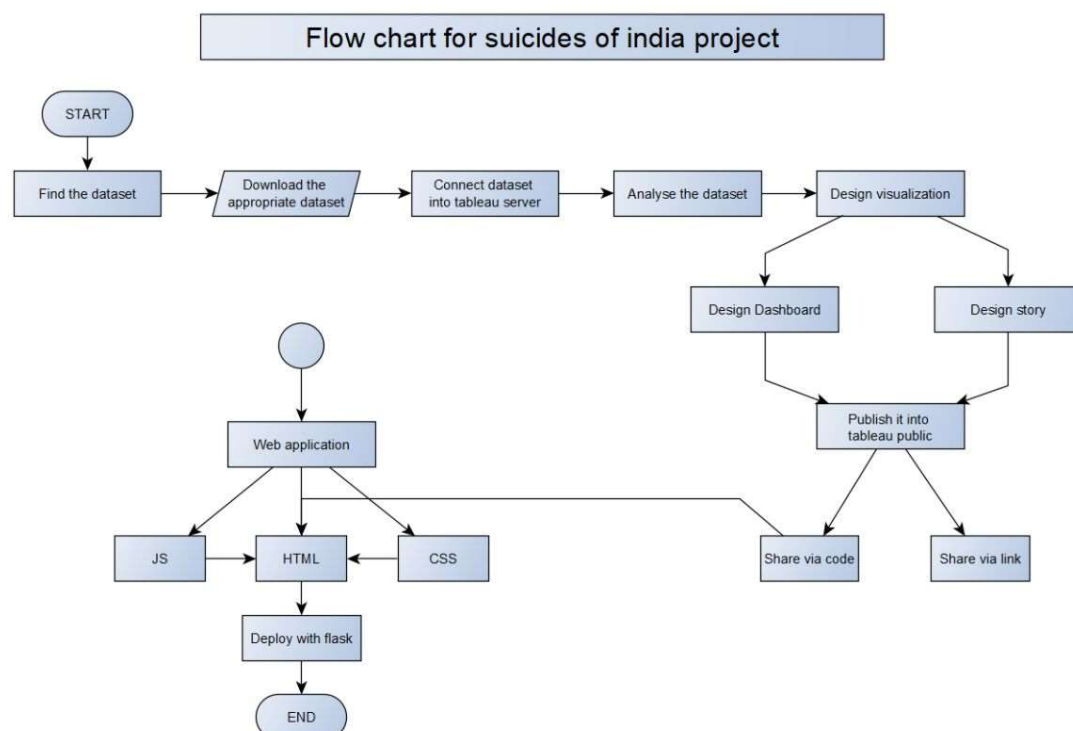 Flow chart for suicides of india project
START
Find the dataset
Download the
appropriate dataset
Connect dataset
into tableau server
Analyse the dataset
Design visualization
Design Dashboard
Design story
Publish it into
tableau public
Web application
JS
HTML
CSS
Share via code
Share via link
Deploy with flask
END